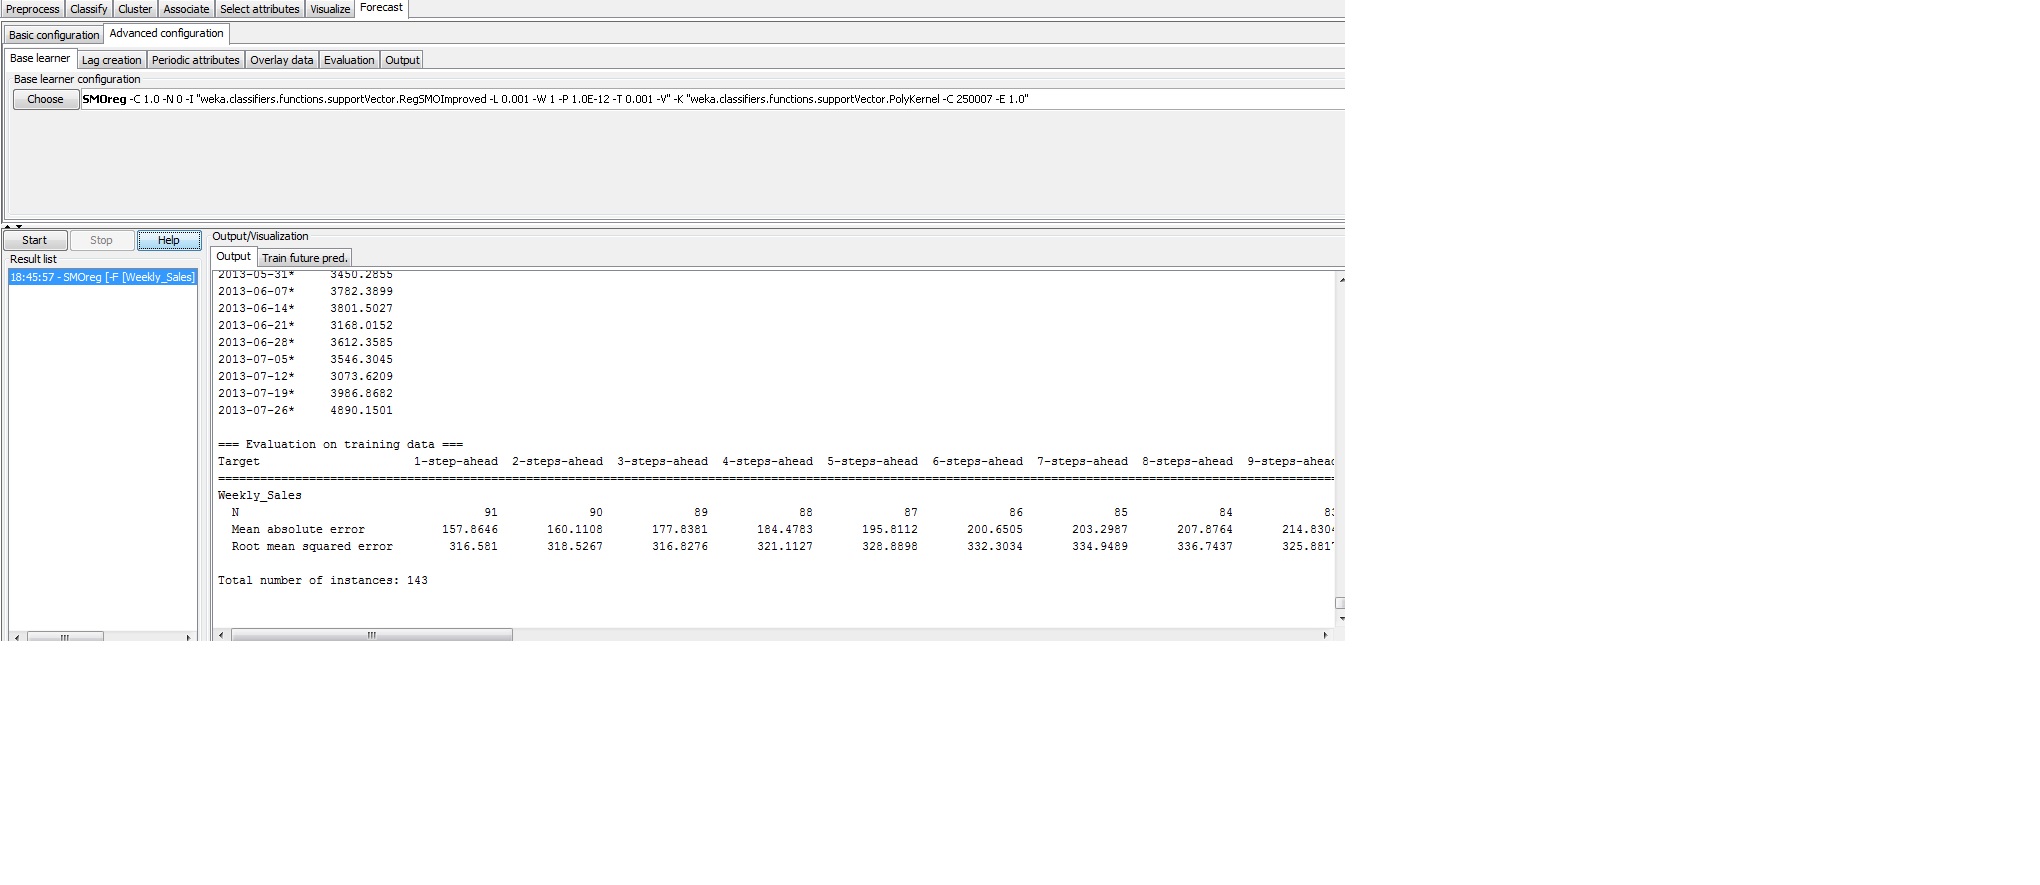 Preprocess Classify Cluster Associate Select attributes Visualize Forecast
Basic configuration Advanced configuration
Base learner Lag creation Periodic attributes Overlay data Evaluation Output
Base learner configuration
Choose SMOreg -C 1.0 -N 0 -I "weka.classifiers.functions.supportVector.RegSMOImproved -L 0.001 -W 1 -P 1.0E-12 -T 0.001 -V" -K "weka.classifiers.functions.supportVector.PolyKernel -C 250007 -E 1.0"
Start Stop Help
Result list
18:45:57 - SMOreg [-F [Weekly_Sales]
Output/Visualization
Output Train future pred.
2013-05-31* 3450.2855
2013-06-07* 3782.3899
2013-06-14* 3801.5027
2013-06-21* 3168.0152
2013-06-28* 3612.3585
2013-07-05* 3546.3045
2013-07-12* 3073.6209
2013-07-19* 3986.8682
2013-07-26* 4890.1501
=== Evaluation on training data ===
Target 1-step-ahead 2-steps-ahead 3-steps-ahead 4-steps-ahead 5-steps-ahead 6-steps-ahead 7-steps-ahead 8-steps-ahead 9-steps-ahead
==============================================================================
Weekly_Sales
N 91 90 89 88 87 86 85 84 83
Mean absolute error 157.8646 160.1108 177.8381 184.4783 195.8112 200.6505 203.2987 207.8764 214.8304
Root mean squared error 316.581 318.5267 316.8276 321.1127 328.8898 332.3034 334.9489 336.7437 325.8817
Total number of instances: 143